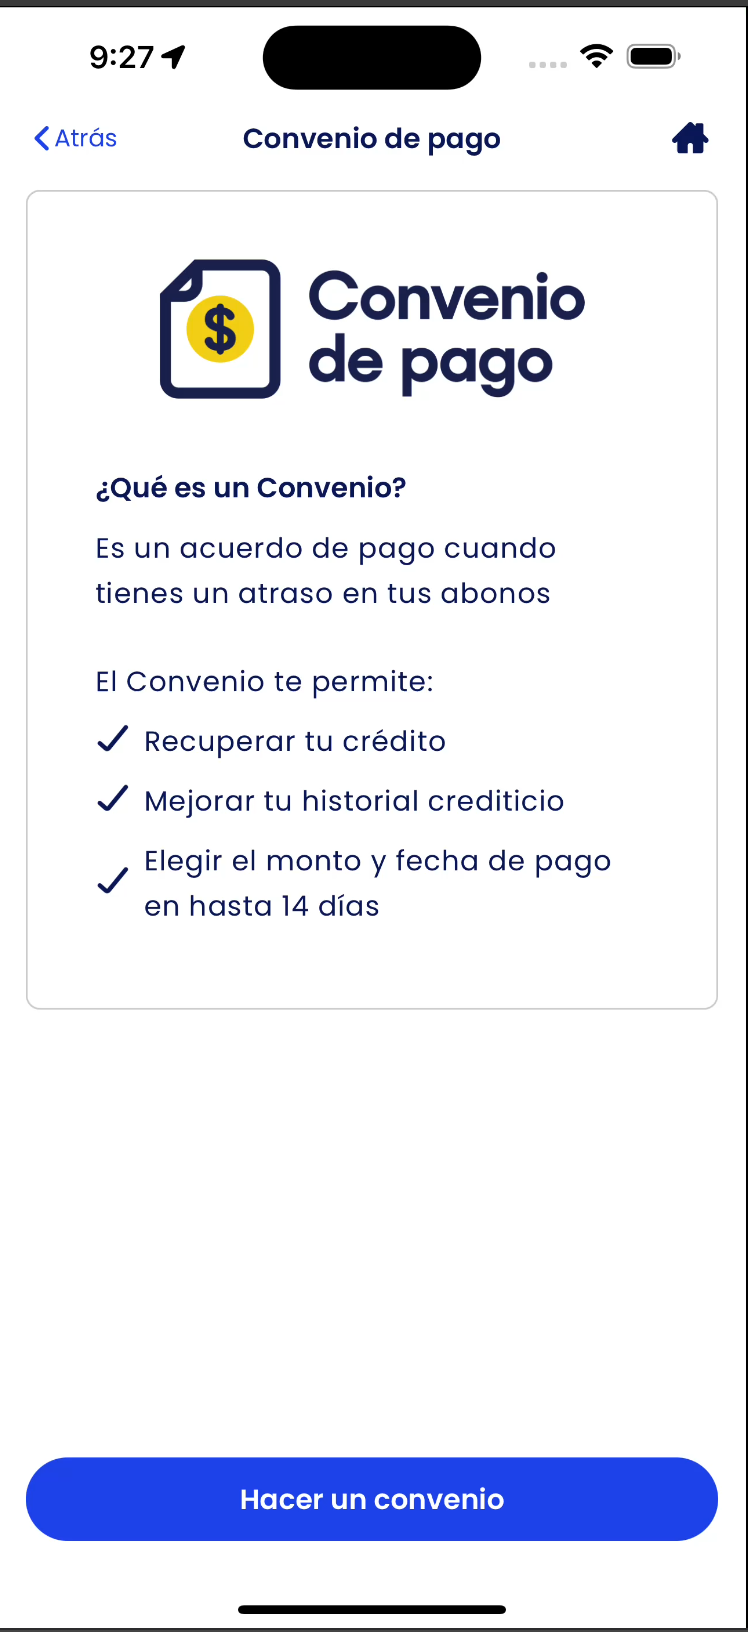 9:27
Atrás
Convenio de pago
$
Convenio
de pago
¿Qué es un Convenio?
Es un acuerdo de pago cuando
tienes un atraso en tus abonos
El Convenio te permite:
Recuperar tu crédito
Mejorar tu historial crediticio
Elegir el monto y fecha de pago
en hasta 14 días
Hacer un convenio